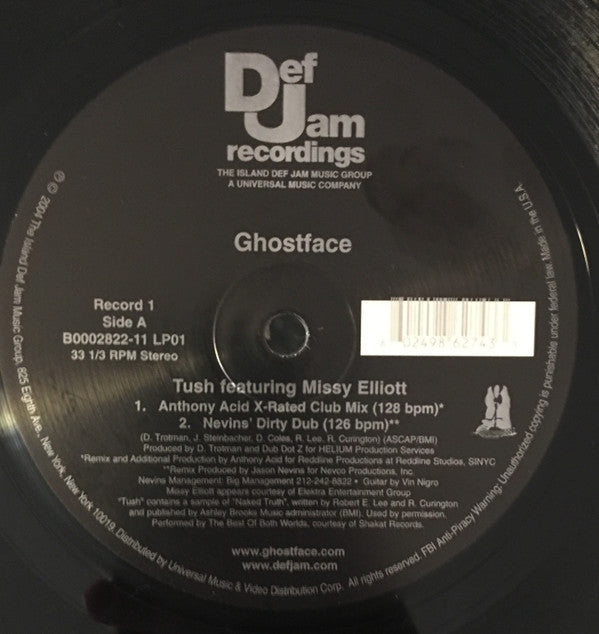 Def
Jam
recordings
THE ISLAND DEF JAM MUSIC GROUP
A UNIVERSAL MUSIC COMPANY
Ghostface
Record 1
Side A
B0002822-11 LP01
33 1/3 RPM Stereo
6 02498 62743
Tush featuring Missy Elliott
1. Anthony Acid X-Rated Club Mix (128 bpm)*
2. Nevins' Dirty Dub (126 bpm)**
(D. Trotman, J. Steinbacher, D. Coles, R. Lee, R. Curington) (ASCAP/BMI)
Produced by D. Trotman and Dub Dot Z for HELIUM Production Services
*Remix and Additional Production by Anthony Acid for Reddline Productions at Reddline Studios, SINYC
**Remix Produced by Jason Nevins for Nevco Productions, Inc.
Nevins Management: Big Management 212-242-8822 • Guitar by Vin Nigro
Missy Elliott appears courtesy of Elektra Entertainment Group
"Tush" contains a sample of "Naked Truth", written by Robert E. Lee and R. Curington
and published by Ashley Brooks Music administrator (BMI). Used by permission.
Performed by The Best Of Both Worlds, courtesy of Shakat Records.
www.ghostface.com
www.defjam.com
℗ © 2004 The Island Def Jam Music Group, 825 Eighth Ave., New York, New York 10019. Distributed by Universal Music & Video Distribution Corp. All rights reserved. FBI Anti-Piracy Warning: Unauthorized copying is punishable under federal law. Made in the U.S.A.